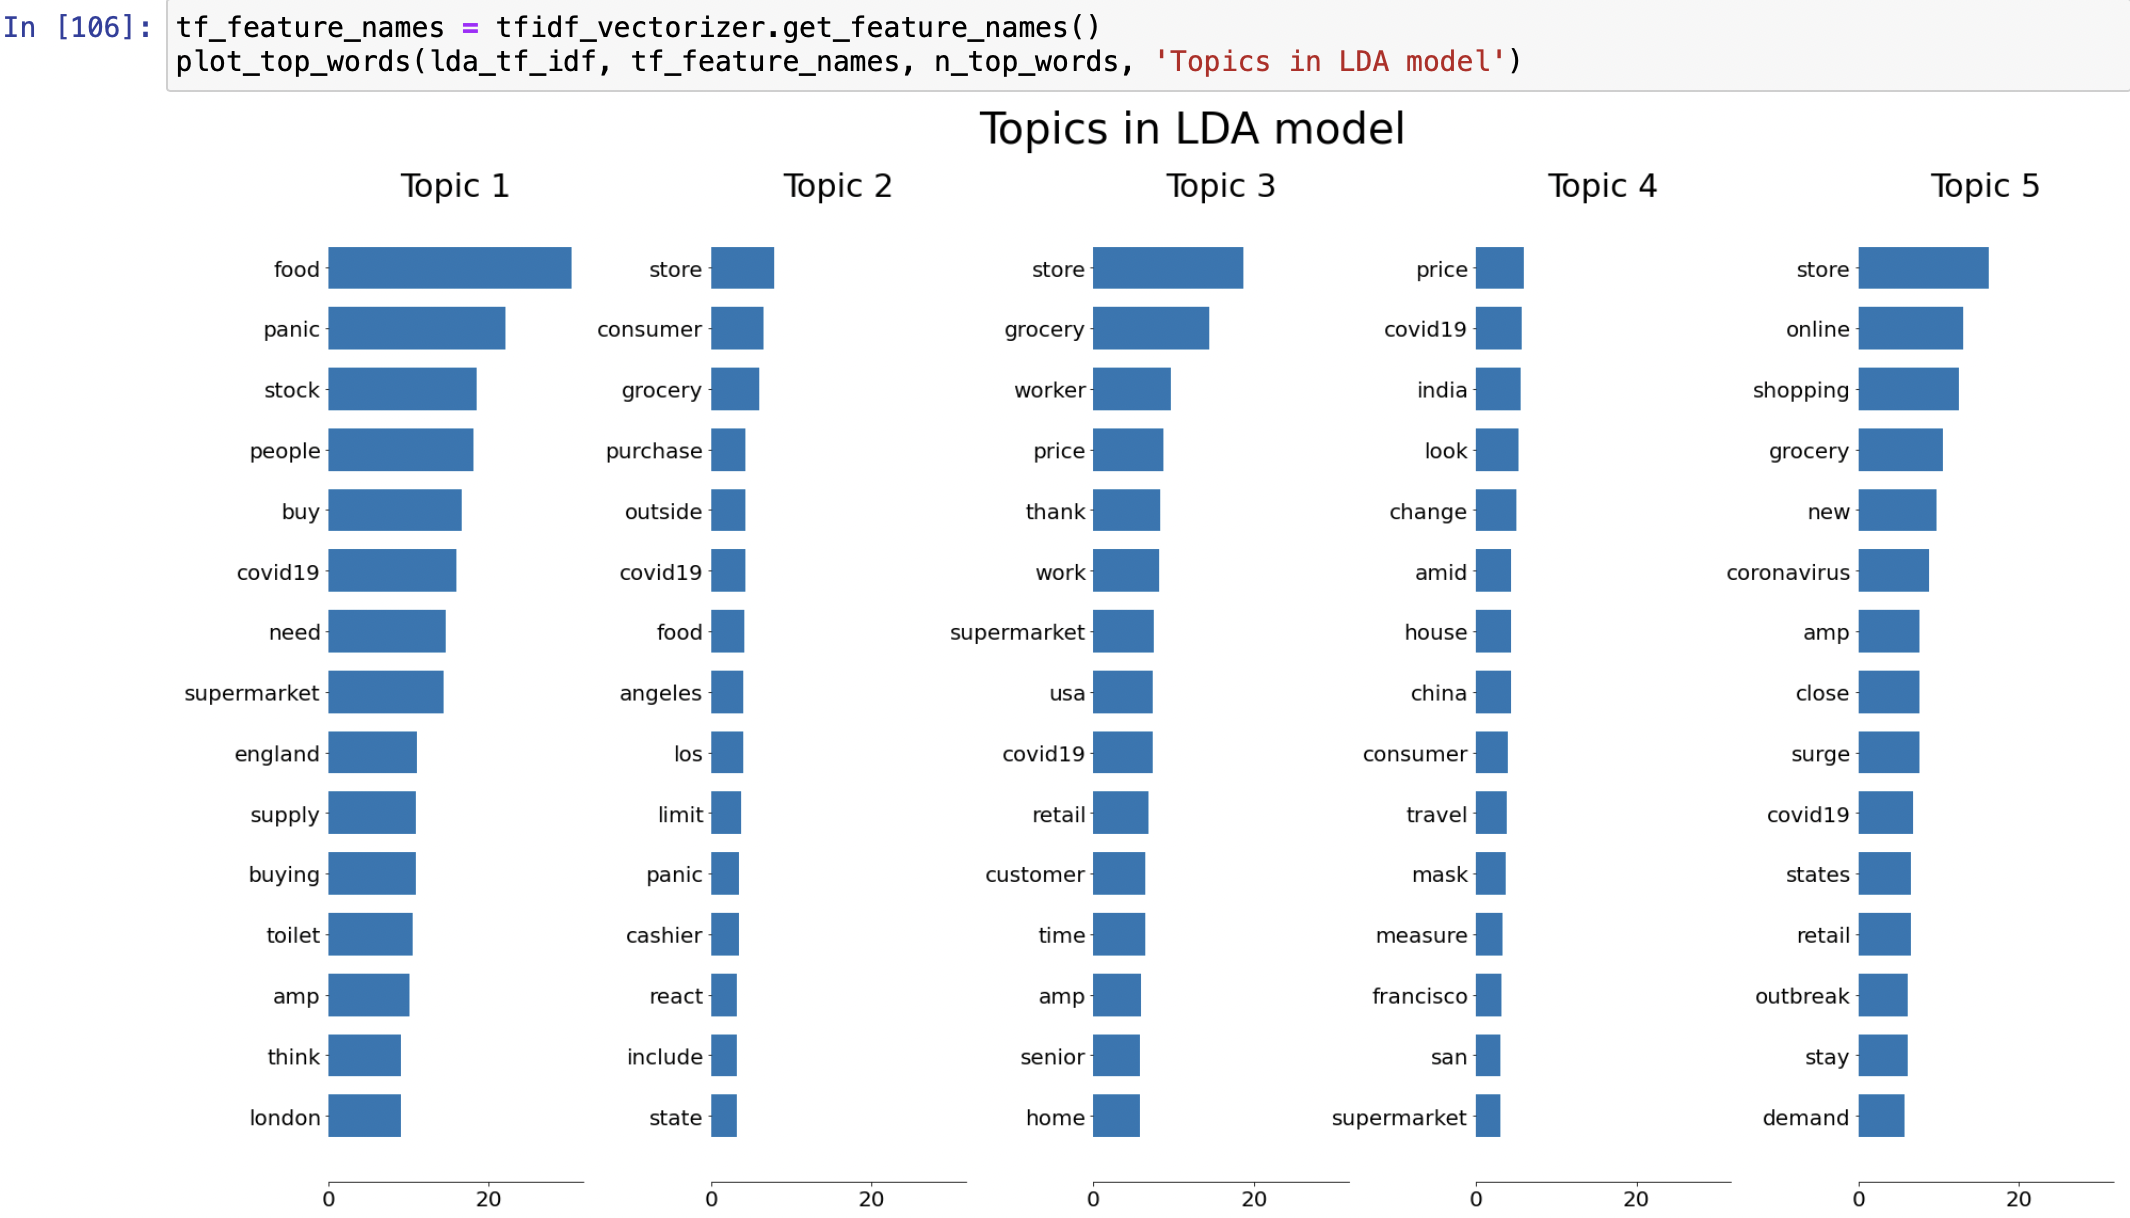 In [106]: tf_feature_names = tfidf_vectorizer.get_feature_names()
plot_top_words(lda_tf_idf, tf_feature_names, n_top_words, 'Topics in LDA model')
Topics in LDA model
Topic 1
food
panic
stock
people
buy
covid19
need
supermarket
england
supply
buying
toilet
amp
think
london
0 20
Topic 2
store
consumer
grocery
purchase
outside
covid19
food
angeles
los
limit
panic
cashier
react
include
state
0 20
Topic 3
store
grocery
worker
price
thank
work
supermarket
usa
covid19
retail
customer
time
amp
senior
home
0 20
Topic 4
price
covid19
india
look
change
amid
house
china
consumer
travel
mask
measure
francisco
san
supermarket
0 20
Topic 5
store
online
shopping
grocery
new
coronavirus
amp
close
surge
covid19
states
retail
outbreak
stay
demand
0 20